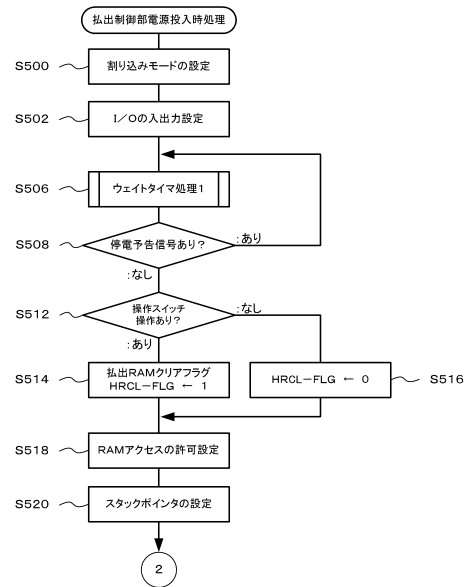 払出制御部電源投入時処理
S500
割り込みモードの設定
S502
I/Oの入出力設定
S506
ウェイトタイマ処理1
S508
停電予告信号あり?
:あり
:なし
S512
操作スイッチ
操作あり?
:なし
:あり
S514
払出RAMクリアフラグ
HRCL-FLG ← 1
HRCL-FLG ← 0
S516
S518
RAMアクセスの許可設定
S520
スタックポインタの設定
2